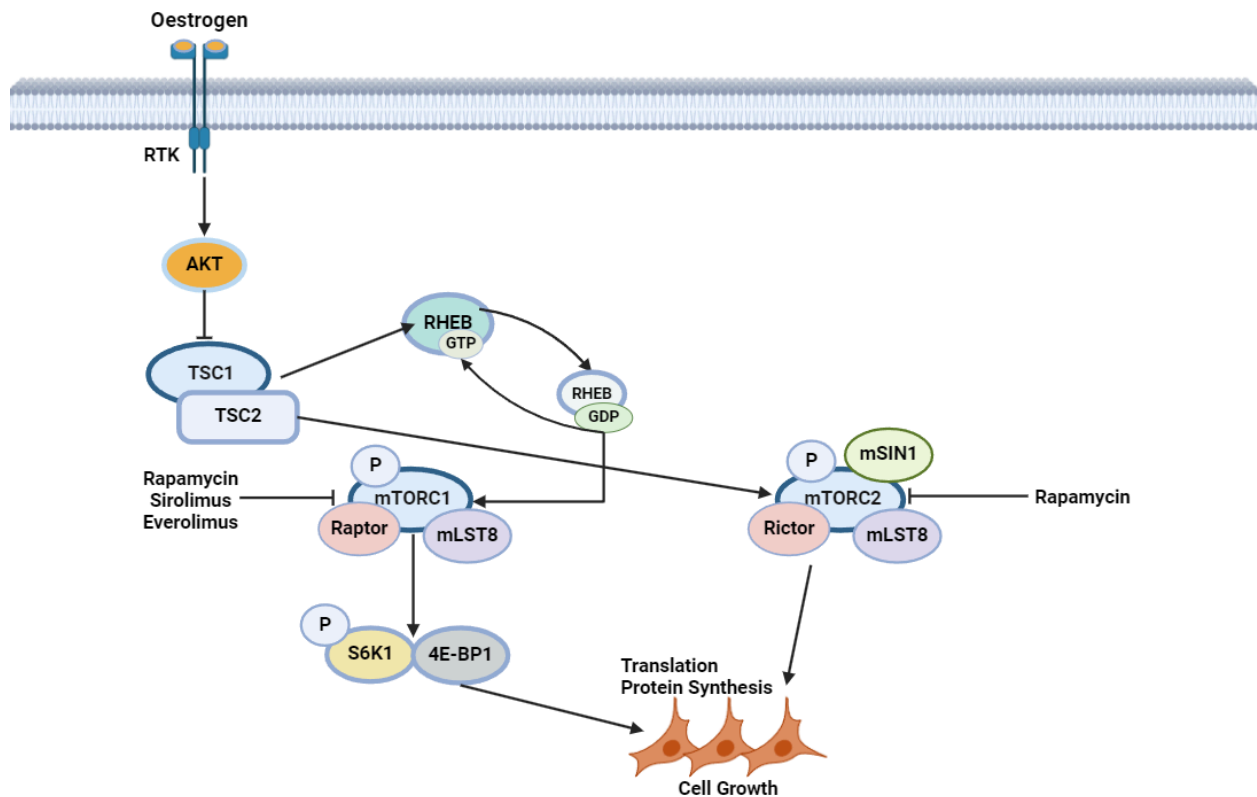 Oestrogen
RTK
AKT
TSC1
TSC2
RHEB
GTP
RHEB
GDP
P
mTORC1
Raptor
mLST8
Rapamycin
Sirolimus
Everolimus
P
mSIN1
mTORC2
Rictor
mLST8
Rapamycin
P
S6K1
4E-BP1
Translation
Protein Synthesis
Cell Growth